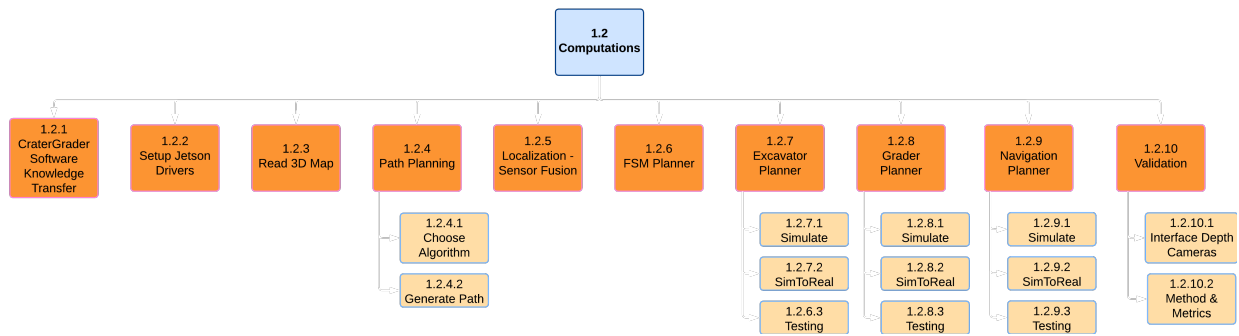 1.2
Computations
1.2.1
CraterGrader
Software
Knowledge
Transfer
1.2.2
Setup Jetson
Drivers
1.2.3
Read 3D Map
1.2.4
Path Planning
1.2.5
Localization -
Sensor Fusion
1.2.6
FSM Planner
1.2.7
Excavator
Planner
1.2.8
Grader
Planner
1.2.9
Navigation
Planner
1.2.10
Validation
1.2.4.1
Choose
Algorithm
1.2.4.2
Generate Path
1.2.7.1
Simulate
1.2.7.2
SimToReal
1.2.6.3
Testing
1.2.8.1
Simulate
1.2.8.2
SimToReal
1.2.8.3
Testing
1.2.9.1
Simulate
1.2.9.2
SimToReal
1.2.9.3
Testing
1.2.10.1
Interface Depth
Cameras
1.2.10.2
Method &
Metrics